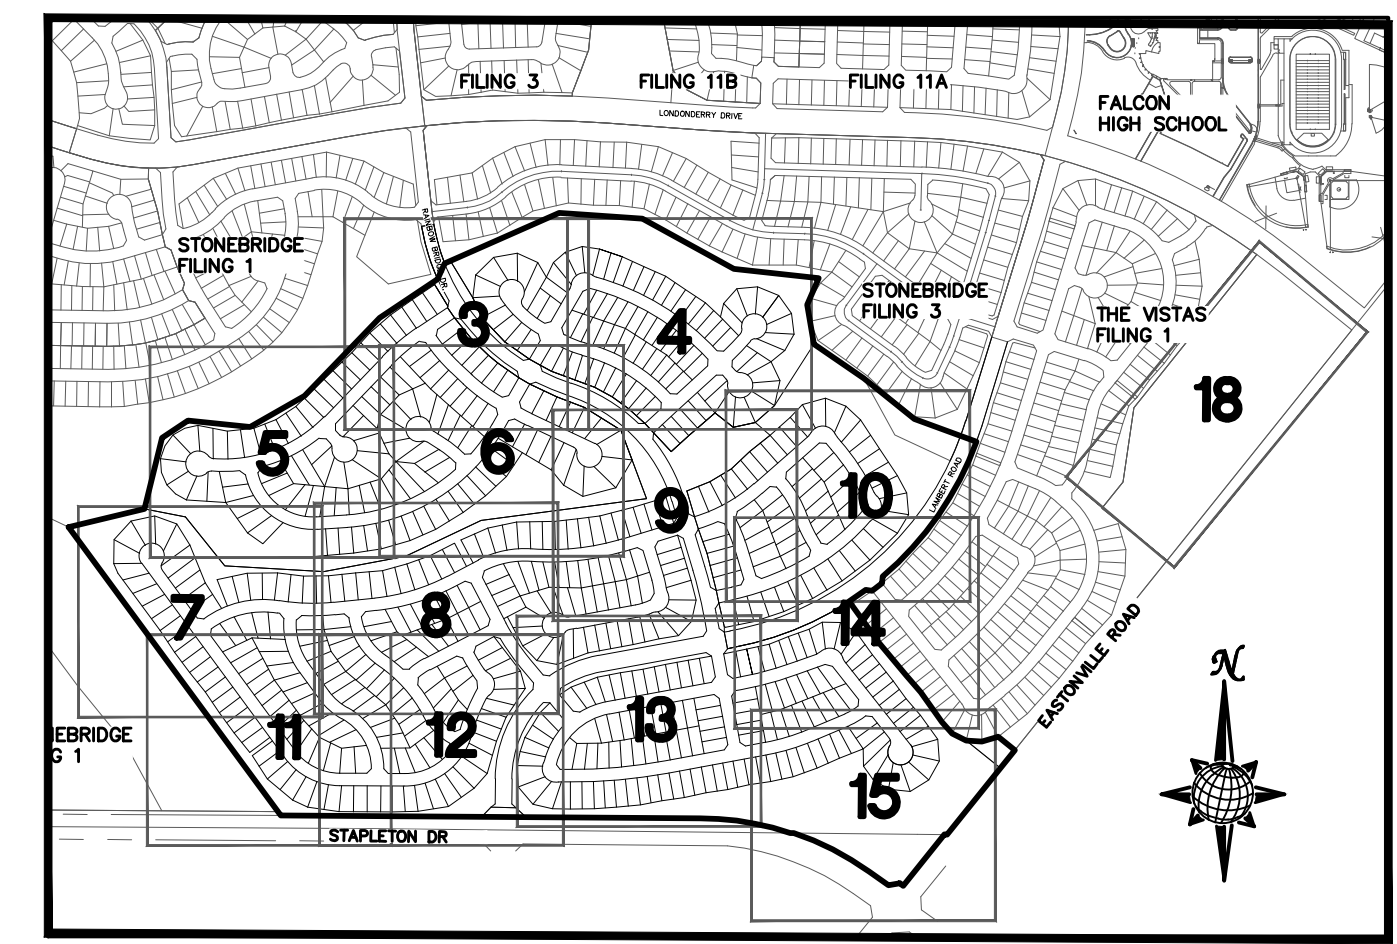 FILING 3
FILING 11B
FILING 11A
FALCON
HIGH SCHOOL
LONDONDERRY DRIVE
RAINBOW BRIDGE DR.
STONEBRIDGE
FILING 1
STONEBRIDGE
FILING 3
THE VISTAS
FILING 1
3
4
18
5
6
10
LAMBERT ROAD
9
7
8
14
EASTONVILLE ROAD
N
IEBRIDGE
G 1
11
12
13
15
STAPLETON DR